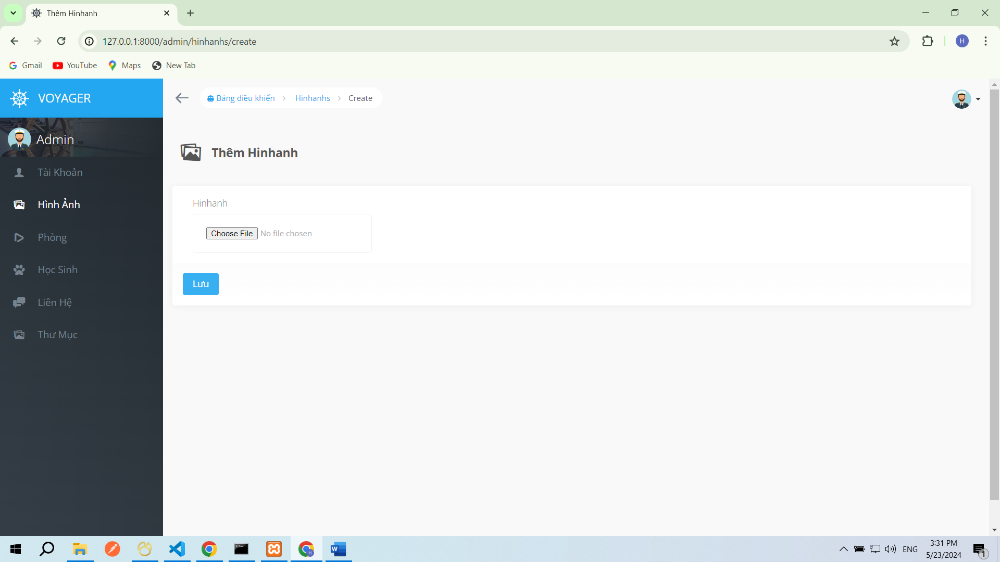 Thêm Hinhanh
127.0.0.1:8000/admin/hinhanhs/create
H
Gmail
YouTube
Maps
New Tab
VOYAGER
Bảng điều khiển
Hinhanhs
Create
Admin
Thêm Hinhanh
Tài Khoản
Hình Ảnh
Phòng
Học Sinh
Liên Hệ
Thư Mục
Hinhanh
Choose File No file chosen
Lưu
ENG
3:31 PM
5/23/2024
1